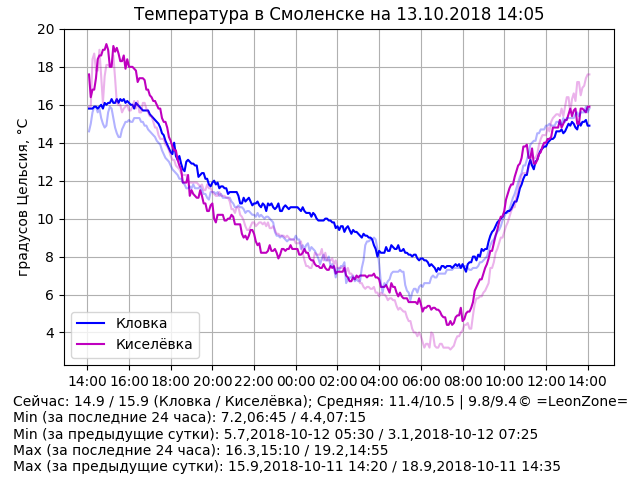 Температура в Смоленске на 13.10.2018 14:05
градусов Цельсия, °C
20
18
16
14
12
10
8
6
4
Кловка
Киселёвка
14:00 16:00 18:00 20:00 22:00 00:00 02:00 04:00 06:00 08:00 10:00 12:00 14:00
Сейчас: 14.9 / 15.9 (Кловка / Киселёвка); Средняя: 11.4/10.5 | 9.8/9.4© =LeonZone=
Min (за последние 24 часа): 7.2,06:45 / 4.4,07:15
Min (за предыдущие сутки): 5.7,2018-10-12 05:30 / 3.1,2018-10-12 07:25
Max (за последние 24 часа): 16.3,15:10 / 19.2,14:55
Max (за предыдущие сутки): 15.9,2018-10-11 14:20 / 18.9,2018-10-11 14:35